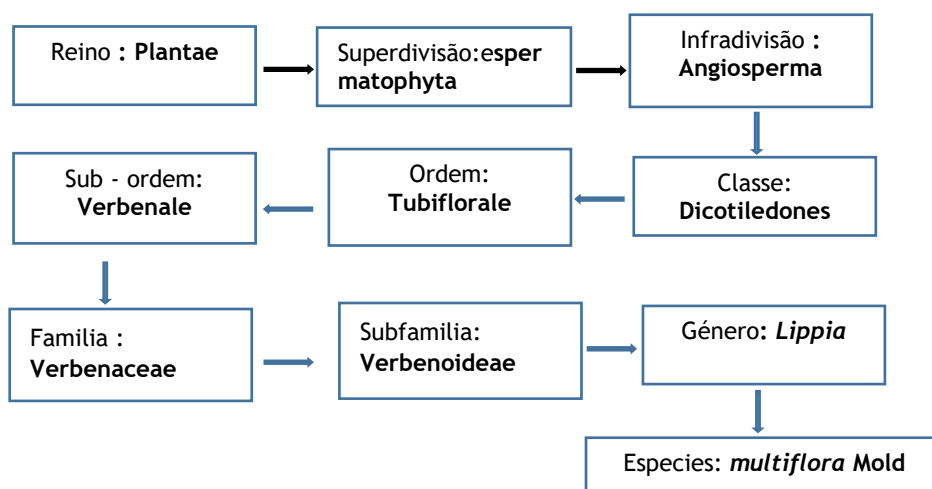 Reino : Plantae
Superdivisão:esper
matophyta
Infradivisão :
Angiosperma
Classe:
Dicotiledones
Ordem:
Tubiflorale
Sub - ordem:
Verbenale
Familia :
Verbenaceae
Subfamilia:
Verbenoideae
Género: Lippia
Especies: multiflora Mold